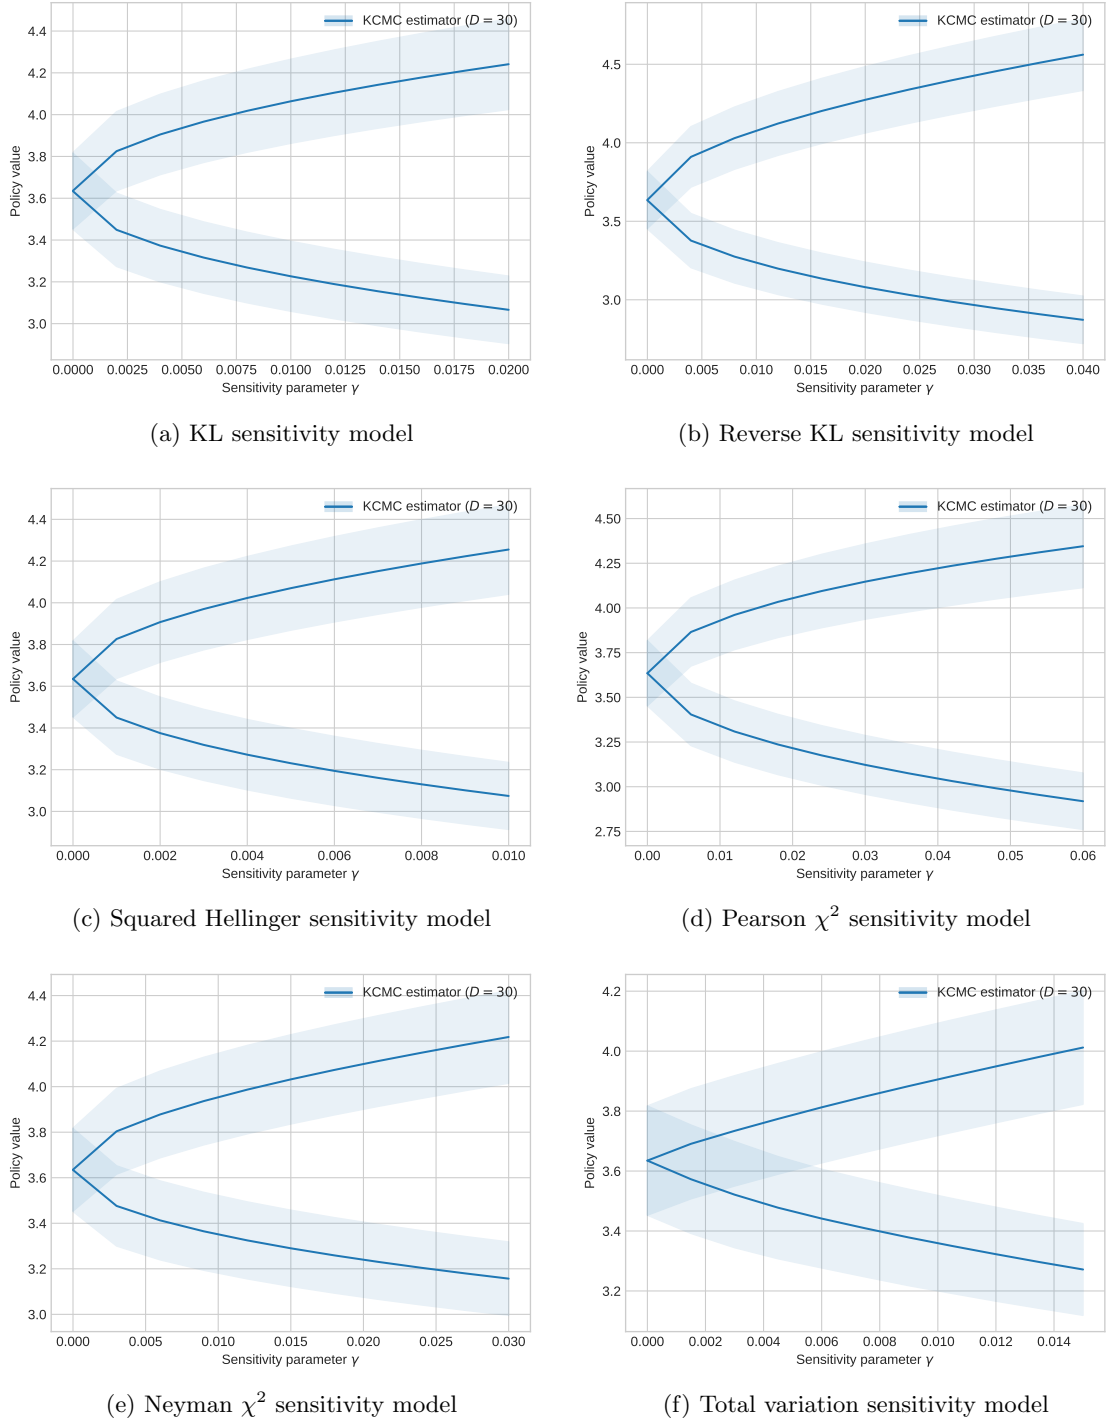 KCMC estimator (D = 30)
4.4
4.2
4.0
3.8
3.6
3.4
3.2
3.0
Policy value
0.0000 0.0025 0.0050 0.0075 0.0100 0.0125 0.0150 0.0175 0.0200
Sensitivity parameter γ
(a) KL sensitivity model
KCMC estimator (D = 30)
4.5
4.0
3.5
3.0
Policy value
0.000 0.005 0.010 0.015 0.020 0.025 0.030 0.035 0.040
Sensitivity parameter γ
(b) Reverse KL sensitivity model
KCMC estimator (D = 30)
4.4
4.2
4.0
3.8
3.6
3.4
3.2
3.0
Policy value
0.000 0.002 0.004 0.006 0.008 0.010
Sensitivity parameter γ
(c) Squared Hellinger sensitivity model
KCMC estimator (D = 30)
4.50
4.25
4.00
3.75
3.50
3.25
3.00
2.75
Policy value
0.00 0.01 0.02 0.03 0.04 0.05 0.06
Sensitivity parameter γ
(d) Pearson χ² sensitivity model
KCMC estimator (D = 30)
4.4
4.2
4.0
3.8
3.6
3.4
3.2
3.0
Policy value
0.000 0.005 0.010 0.015 0.020 0.025 0.030
Sensitivity parameter γ
(e) Neyman χ² sensitivity model
KCMC estimator (D = 30)
4.2
4.0
3.8
3.6
3.4
3.2
Policy value
0.000 0.002 0.004 0.006 0.008 0.010 0.012 0.014
Sensitivity parameter γ
(f) Total variation sensitivity model